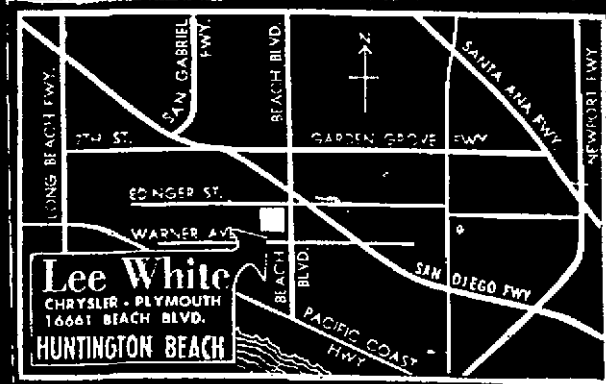 LONG BEACH FWY.
SAN GABRIEL
FWY.
BEACH BLVD.
N
SANTA ANA FWY
NEWPORT FWY
7TH ST.
GARDEN GROVE FWY
EDINGER ST.
WARNER AVE
BEACH
BLVD.
SAN DIEGO FWY
PACIFIC COAST
HWY
Lee White
CHRYSLER • PLYMOUTH
16661 BEACH BLVD.
HUNTINGTON BEACH